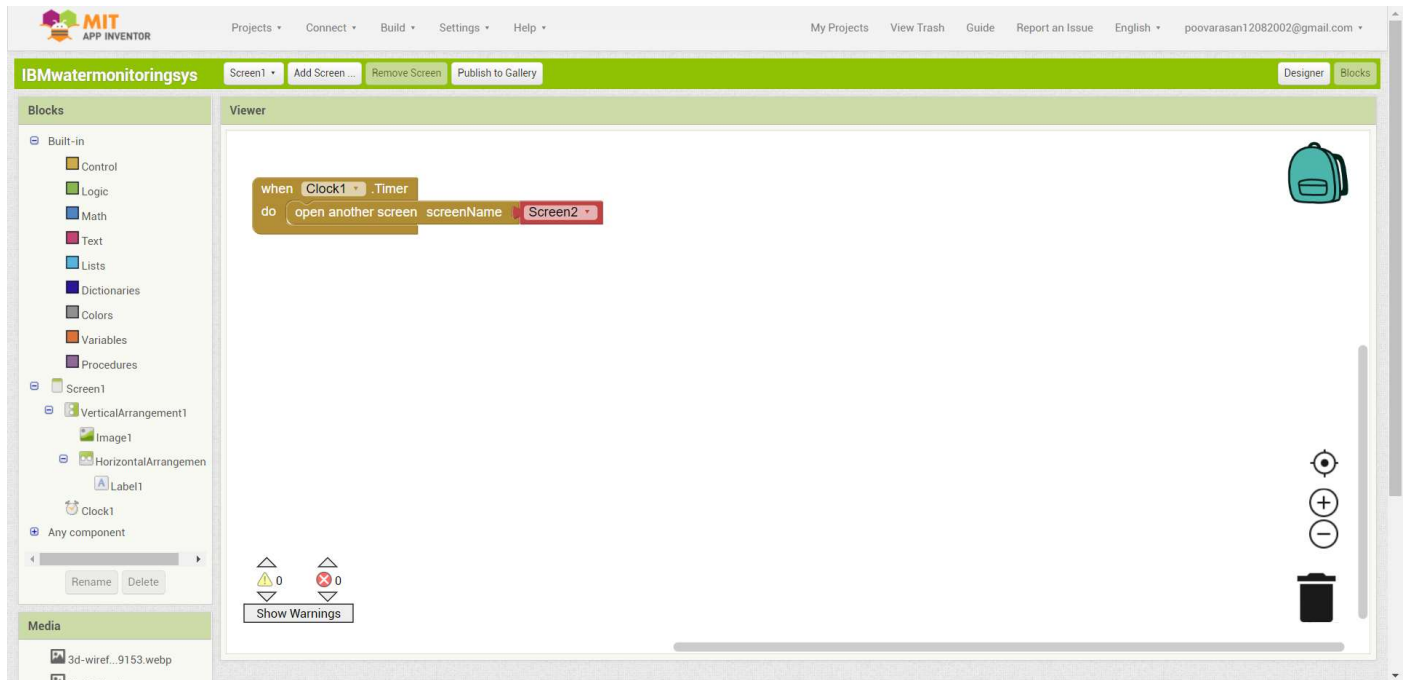 MIT
APP INVENTOR
Projects Connect Build Settings Help My Projects View Trash Guide Report an Issue English poovarasan12082002@gmail.com
IBMwatermonitoringsys Screen1 Add Screen ... Remove Screen Publish to Gallery Designer Blocks
Blocks
Viewer
Built-in
Control
Logic
Math
Text
Lists
Dictionaries
Colors
Variables
Procedures
Screen1
VerticalArrangement1
Image1
HorizontalArrangemen
Label1
Clock1
Any component
Rename Delete
Media
3d-wiref...9153.webp
when Clock1 .Timer
do open another screen screenName Screen2
0 0
Show Warnings